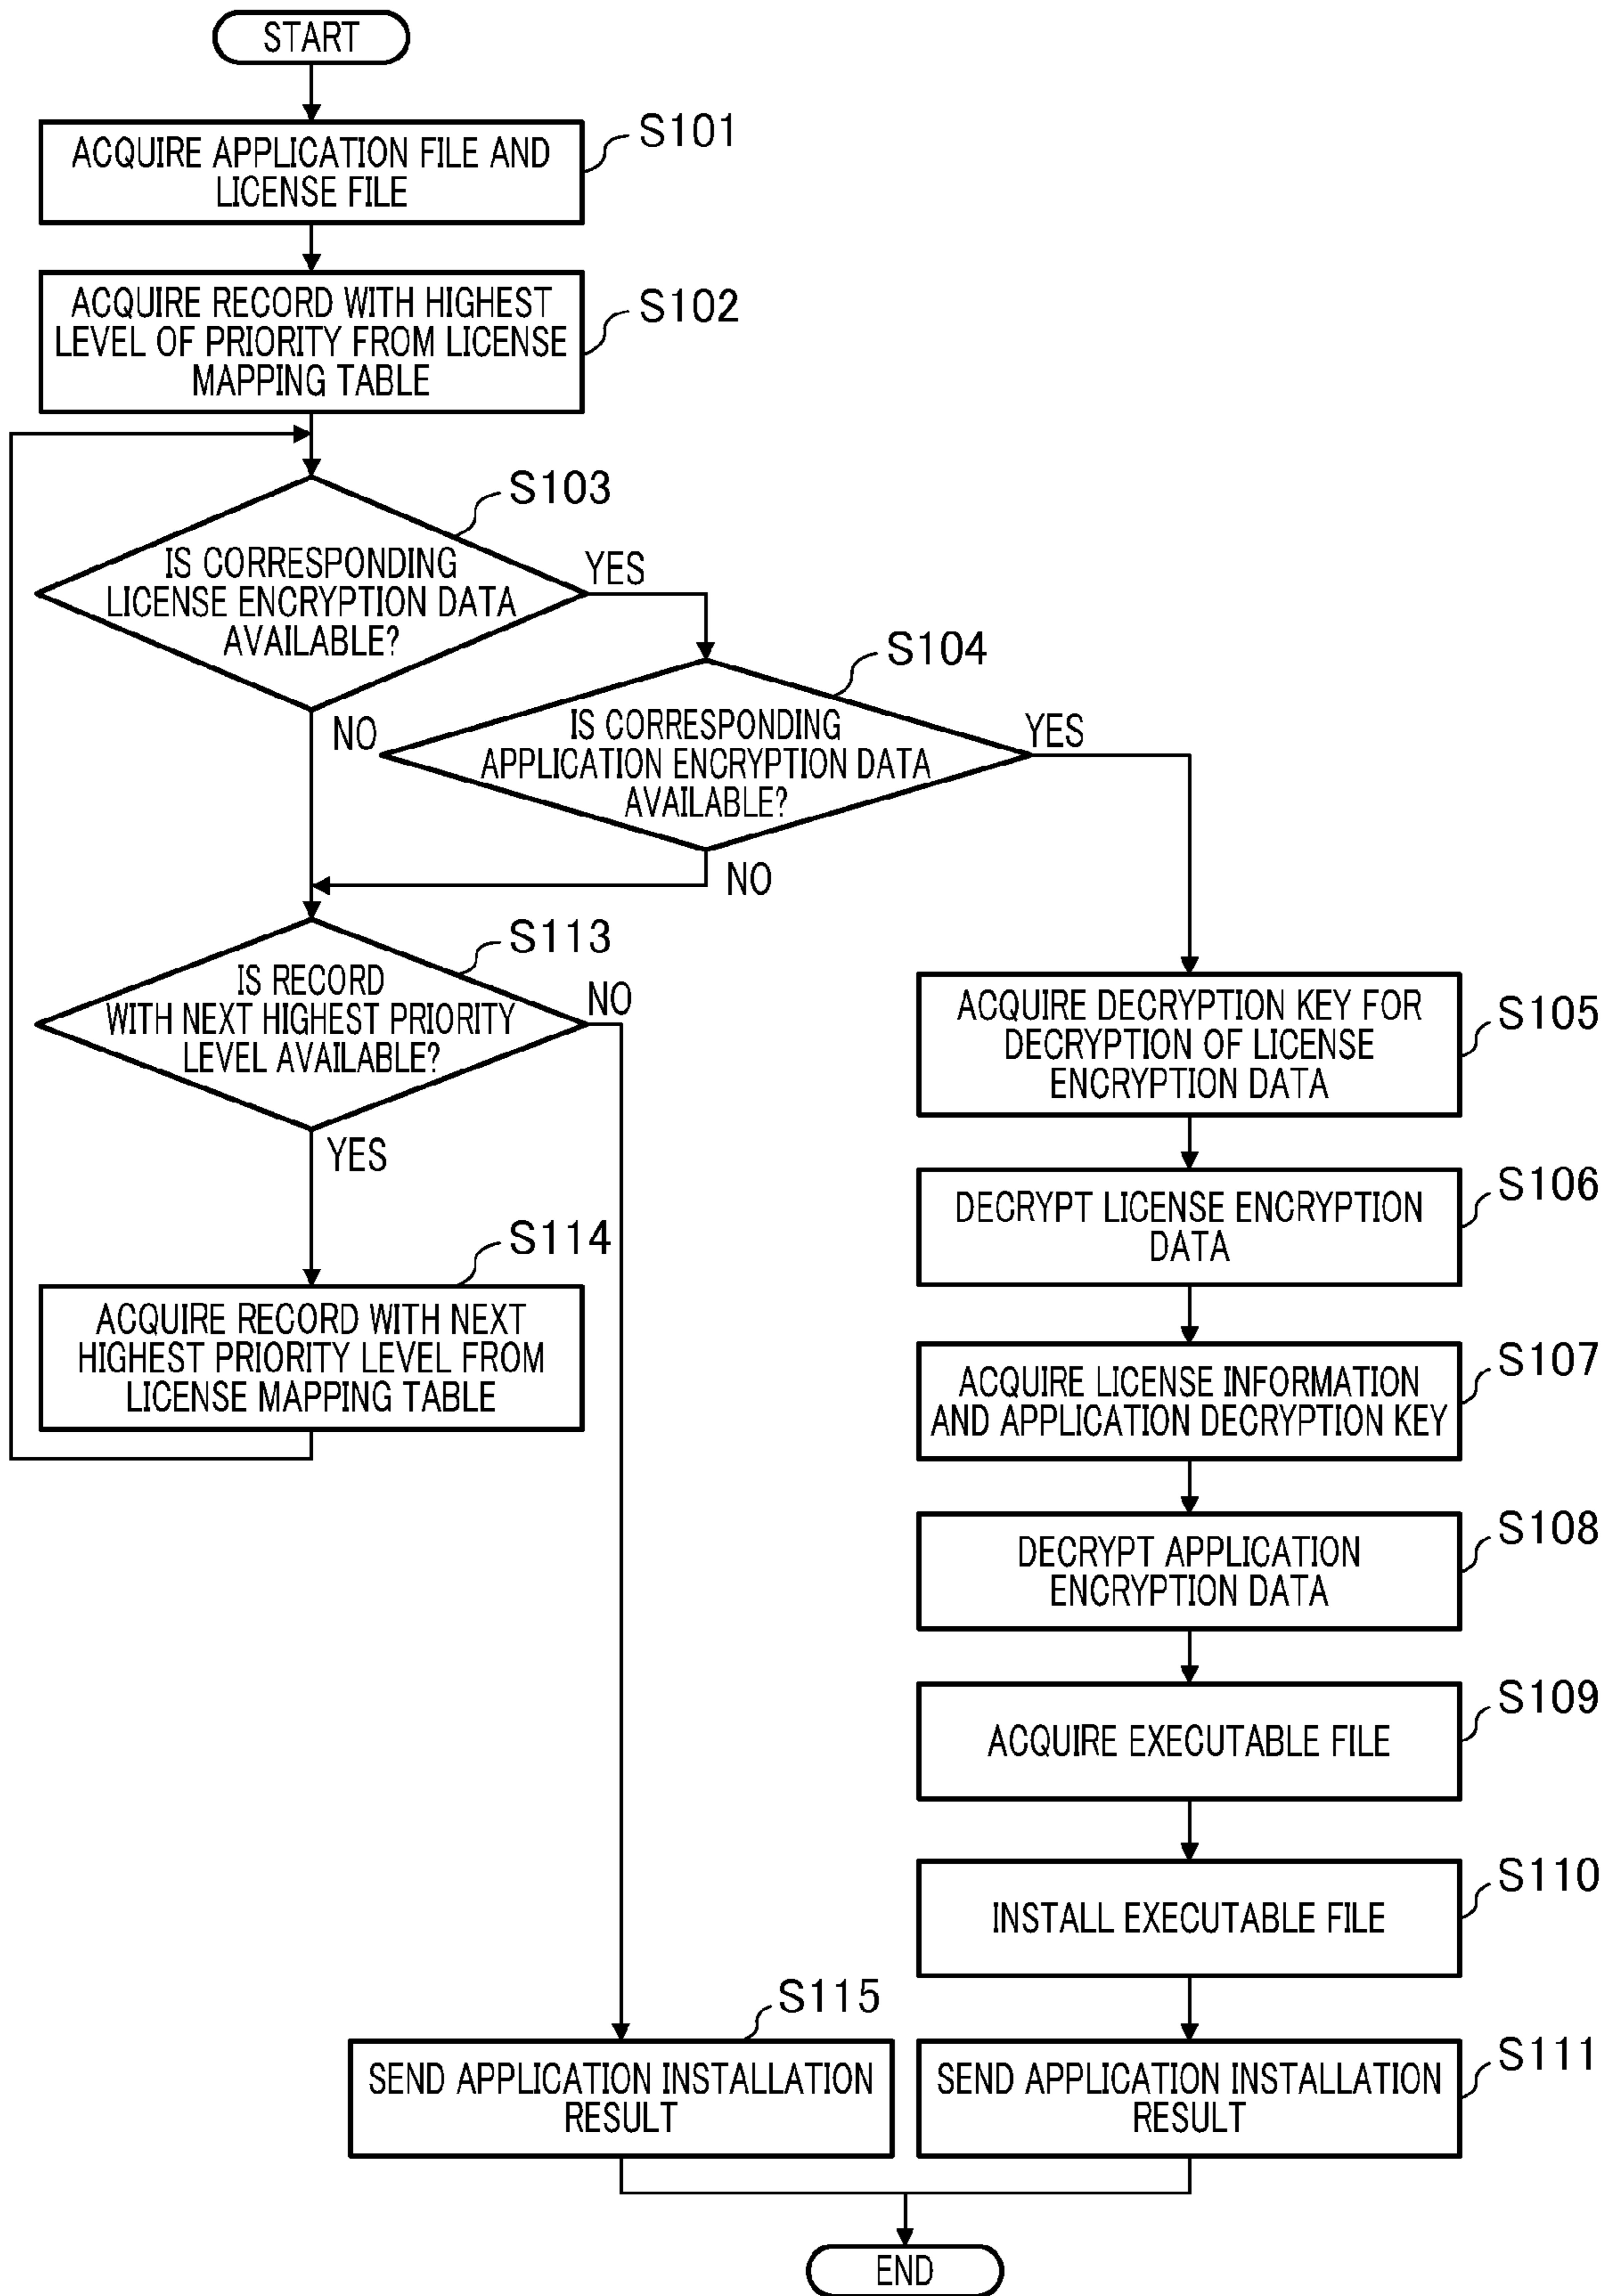 START
ACQUIRE APPLICATION FILE AND
LICENSE FILE
S101
ACQUIRE RECORD WITH HIGHEST
LEVEL OF PRIORITY FROM LICENSE
MAPPING TABLE
S102
S103
IS CORRESPONDING
LICENSE ENCRYPTION DATA
AVAILABLE?
YES
NO
S104
IS CORRESPONDING
APPLICATION ENCRYPTION DATA
AVAILABLE?
YES
NO
S113
IS RECORD
WITH NEXT HIGHEST PRIORITY
LEVEL AVAILABLE?
NO
YES
S114
ACQUIRE RECORD WITH NEXT
HIGHEST PRIORITY LEVEL FROM
LICENSE MAPPING TABLE
ACQUIRE DECRYPTION KEY FOR
DECRYPTION OF LICENSE
ENCRYPTION DATA
S105
DECRYPT LICENSE ENCRYPTION
DATA
S106
ACQUIRE LICENSE INFORMATION
AND APPLICATION DECRYPTION KEY
S107
DECRYPT APPLICATION
ENCRYPTION DATA
S108
ACQUIRE EXECUTABLE FILE
S109
INSTALL EXECUTABLE FILE
S110
S115
SEND APPLICATION INSTALLATION
RESULT
SEND APPLICATION INSTALLATION
RESULT
S111
END